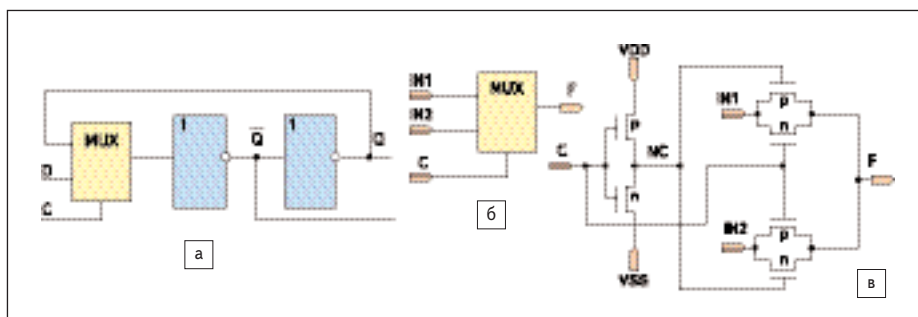 MUX
D
C
1
Q
1
Q
а
IN1
IN2
C
MUX
F
б
VDD
p
n
VSS
C
NC
IN1
p
n
IN2
p
n
F
в